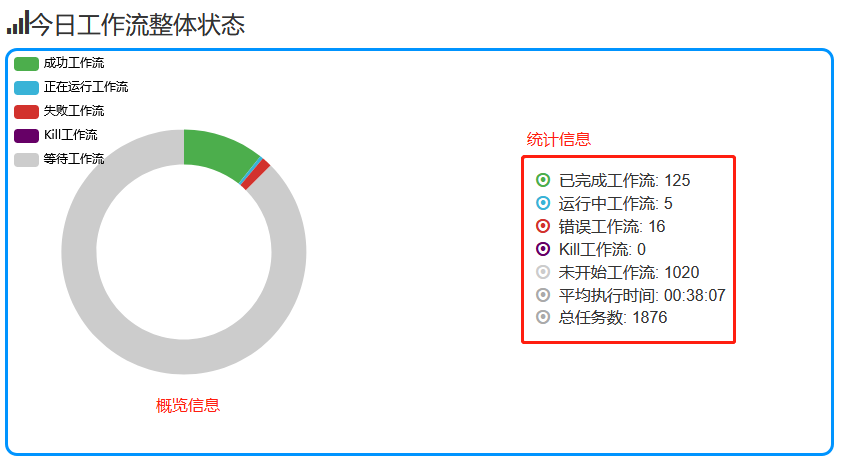 今日工作流整体状态
成功工作流
正在运行工作流
失败工作流
Kill工作流
等待工作流
统计信息
已完成工作流: 125
运行中工作流: 5
错误工作流: 16
Kill工作流: 0
未开始工作流: 1020
平均执行时间: 00:38:07
总任务数: 1876
概览信息